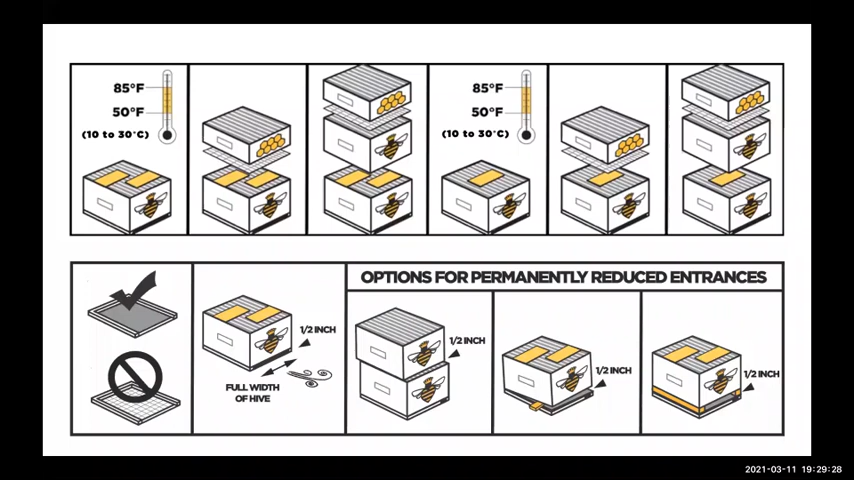 85°F
50°F
(10 to 30°C)
85°F
50°F
(10 to 30°C)
OPTIONS FOR PERMANENTLY REDUCED ENTRANCES
1/2 INCH
FULL WIDTH
OF HIVE
1/2 INCH
1/2 INCH
1/2 INCH
2021-03-11 19:29:28